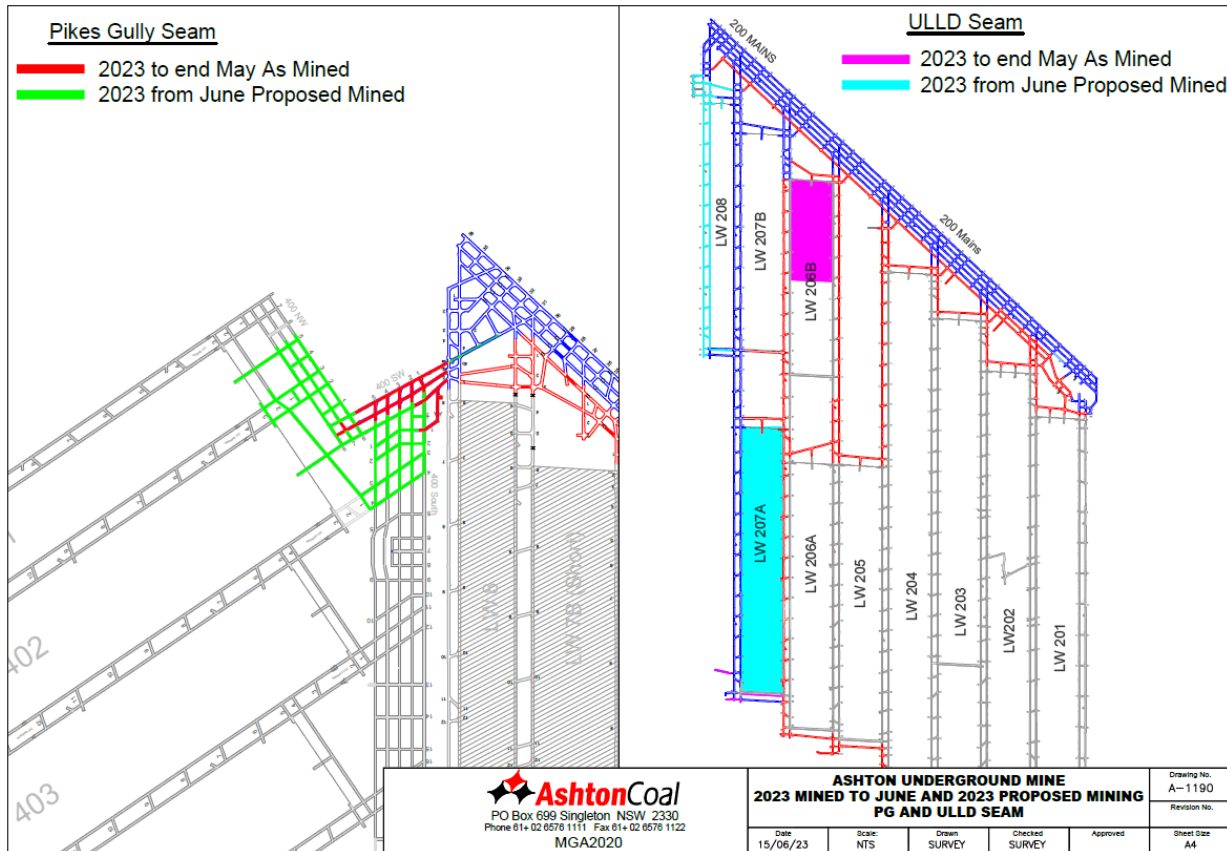 Pikes Gully Seam
2023 to end May As Mined
2023 from June Proposed Mined
ULLD Seam
2023 to end May As Mined
2023 from June Proposed Mined
200 MAINS
200 Mains
LW 208
LW 207B
LW 206B
LW 207A
LW 206A
LW 205
LW 204
LW 203
LW202
LW 201
400 NW
400 SW
400 South
LW 8
LW 7B (Short)
402
403
AshtonCoal
PO Box 699 Singleton NSW 2330
Phone 61+ 02 6576 1111 Fax 61+ 02 6576 1122
MGA2020
ASHTON UNDERGROUND MINE
2023 MINED TO JUNE AND 2023 PROPOSED MINING
PG AND ULLD SEAM
Drawing No.
A-1190
Revision No.
Date
15/06/23
Scale:
NTS
Drawn
SURVEY
Checked
SURVEY
Approved
Sheet Size
A4